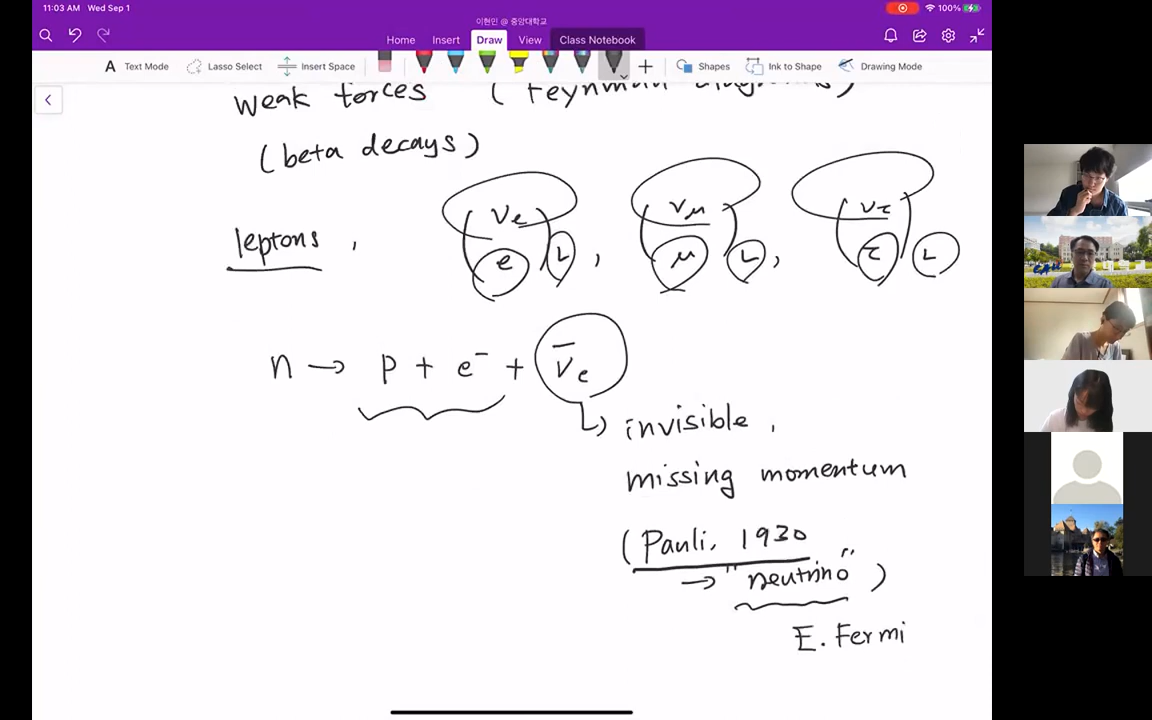 11:03 AM Wed Sep 1
100%
이현민 @ 중앙대학교
Home Insert Draw View Class Notebook
Text Mode Lasso Select Insert Space Shapes Ink to Shape Drawing Mode
weak forces (Feynman diagrams)
(beta decays)
leptons, (νe e)L, (νμ μ)L, (ντ τ)L
n → p + e⁻ + ν̄e
↳ invisible,
missing momentum
(Pauli, 1930
→ "neutrino")
E. Fermi